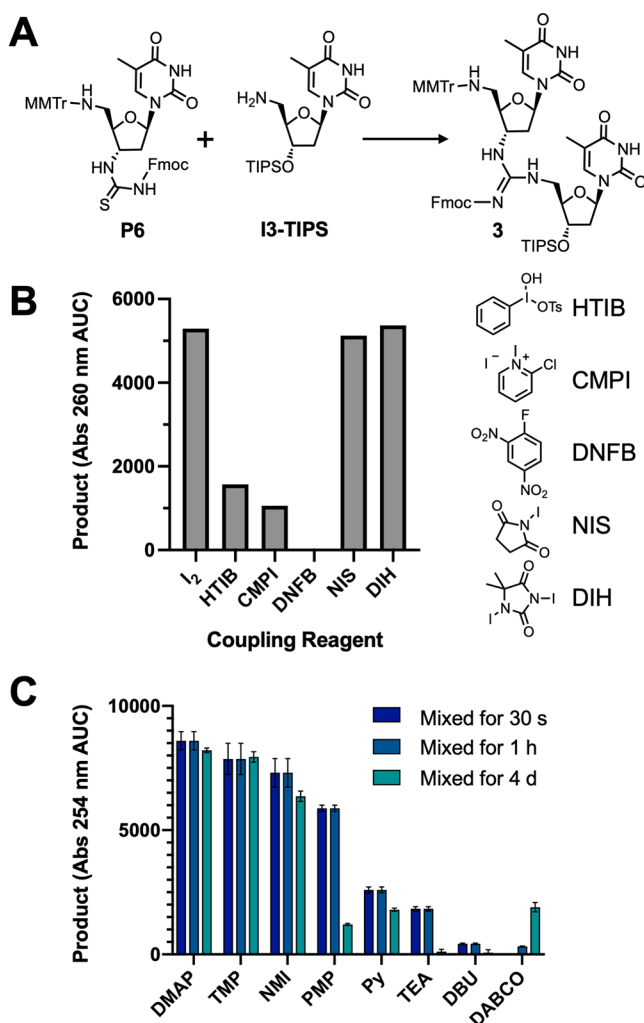 A
O
NH
N
O
MMTr
H
N
O
HN
Fmoc
NH
S
P6
+
O
NH
N
O
H2N
O
TIPSO
I3-TIPS
O
NH
N
O
MMTr
H
N
O
HN
H
N
Fmoc
N
O
NH
N
O
O
TIPSO
3
B
Product (Abs 260 nm AUC)
6000
4000
2000
0
I2
HTIB
CMPI
DNFB
NIS
DIH
Coupling Reagent
OH
I
OTs
HTIB
I
I−
N+
Cl
CMPI
F
O2N
NO2
DNFB
O
I
N
O
NIS
O
N
I
N
I
O
DIH
C
Product (Abs 254 nm AUC)
10000
5000
0
Mixed for 30 s
Mixed for 1 h
Mixed for 4 d
DMAP
TMP
NMI
PMP
Py
TEA
DBU
DABCO